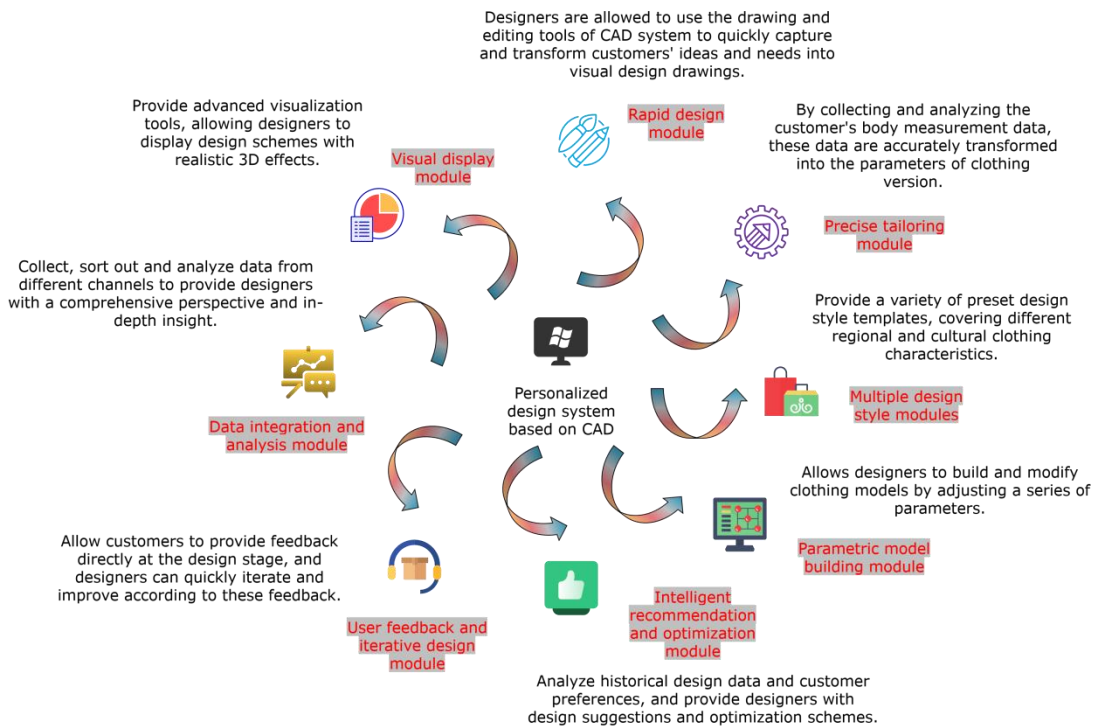 Designers are allowed to use the drawing and
editing tools of CAD system to quickly capture
and transform customers' ideas and needs into
visual design drawings.
Rapid design
module
Provide advanced visualization
tools, allowing designers to
display design schemes with
realistic 3D effects.
Visual display
module
By collecting and analyzing the
customer's body measurement data,
these data are accurately transformed
into the parameters of clothing
version.
Precise tailoring
module
Collect, sort out and analyze data from
different channels to provide designers
with a comprehensive perspective and in-
depth insight.
Data integration and
analysis module
Personalized
design system
based on CAD
Provide a variety of preset design
style templates, covering different
regional and cultural clothing
characteristics.
Multiple design
style modules
Allows designers to build and modify
clothing models by adjusting a series of
parameters.
Parametric model
building module
Allow customers to provide feedback
directly at the design stage, and
designers can quickly iterate and
improve according to these feedback.
User feedback and
iterative design
module
Intelligent
recommendation
and optimization
module
Analyze historical design data and customer
preferences, and provide designers with
design suggestions and optimization schemes.